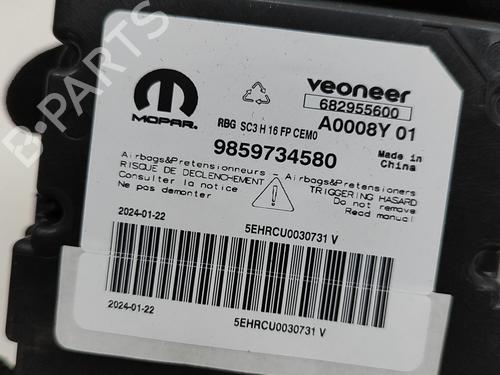 B-PARTS
MOPAR.
veoneer
682955600
A0008Y 01
RBG SC3 H 16 FP CEM0
9859734580
Made in
China
Airbags&Pretensionneurs - Airbags&Pretensioners
RISQUE DE DECLENCHEMENT
TRIGGERING HASARD
Consulter la notice
Do not remove
Ne pas demonter
Read manual
2024-01-22
5EHRCU0030731 V
2024-01-22
5EHRCU0030731 V